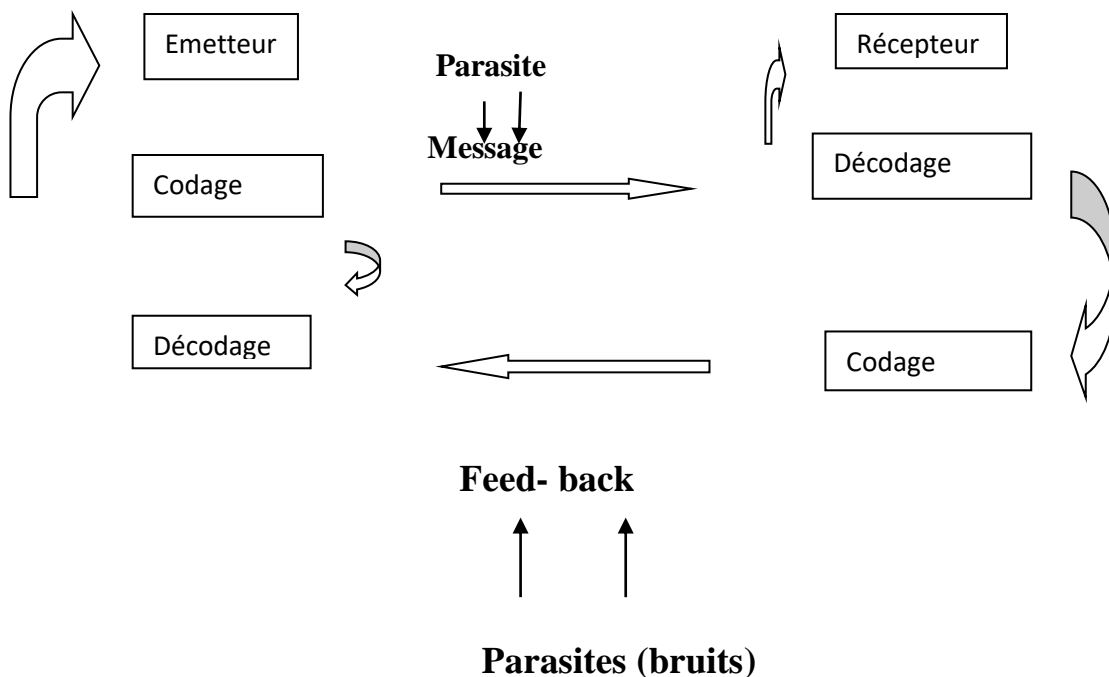 Emetteur
Récepteur
Parasite
Message
Codage
Décodage
Décodage
Codage
Feed- back
Parasites (bruits)